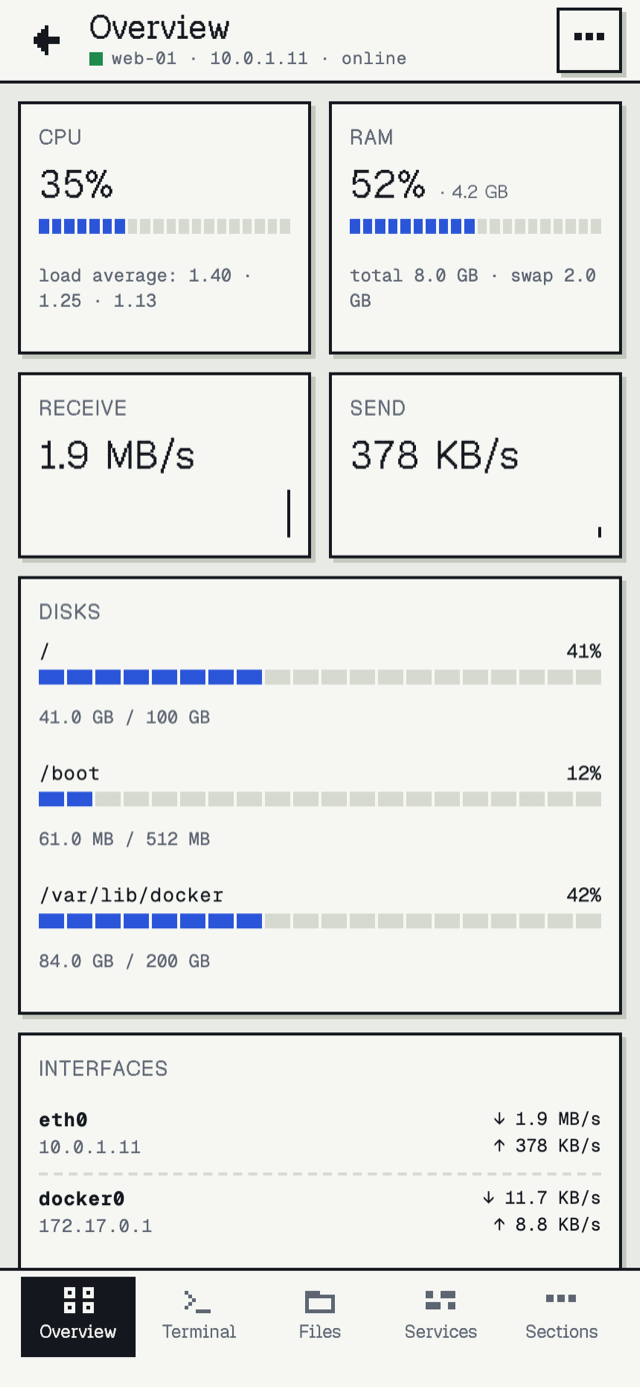 Overview
web-01 · 10.0.1.11 · online
CPU
35%
load average: 1.40 ·
1.25 · 1.13
RAM
52% · 4.2 GB
total 8.0 GB · swap 2.0
GB
RECEIVE
1.9 MB/s
SEND
378 KB/s
DISKS
/ 41%
41.0 GB / 100 GB
/boot 12%
61.0 MB / 512 MB
/var/lib/docker 42%
84.0 GB / 200 GB
INTERFACES
eth0 ↓ 1.9 MB/s
10.0.1.11 ↑ 378 KB/s
docker0 ↓ 11.7 KB/s
172.17.0.1 ↑ 8.8 KB/s
Overview Terminal Files Services Sections